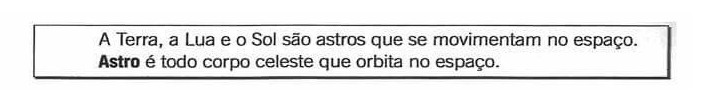 A Terra, a Lua e o Sol são astros que se movimentam no espaço.
Astro é todo corpo celeste que orbita no espaço.